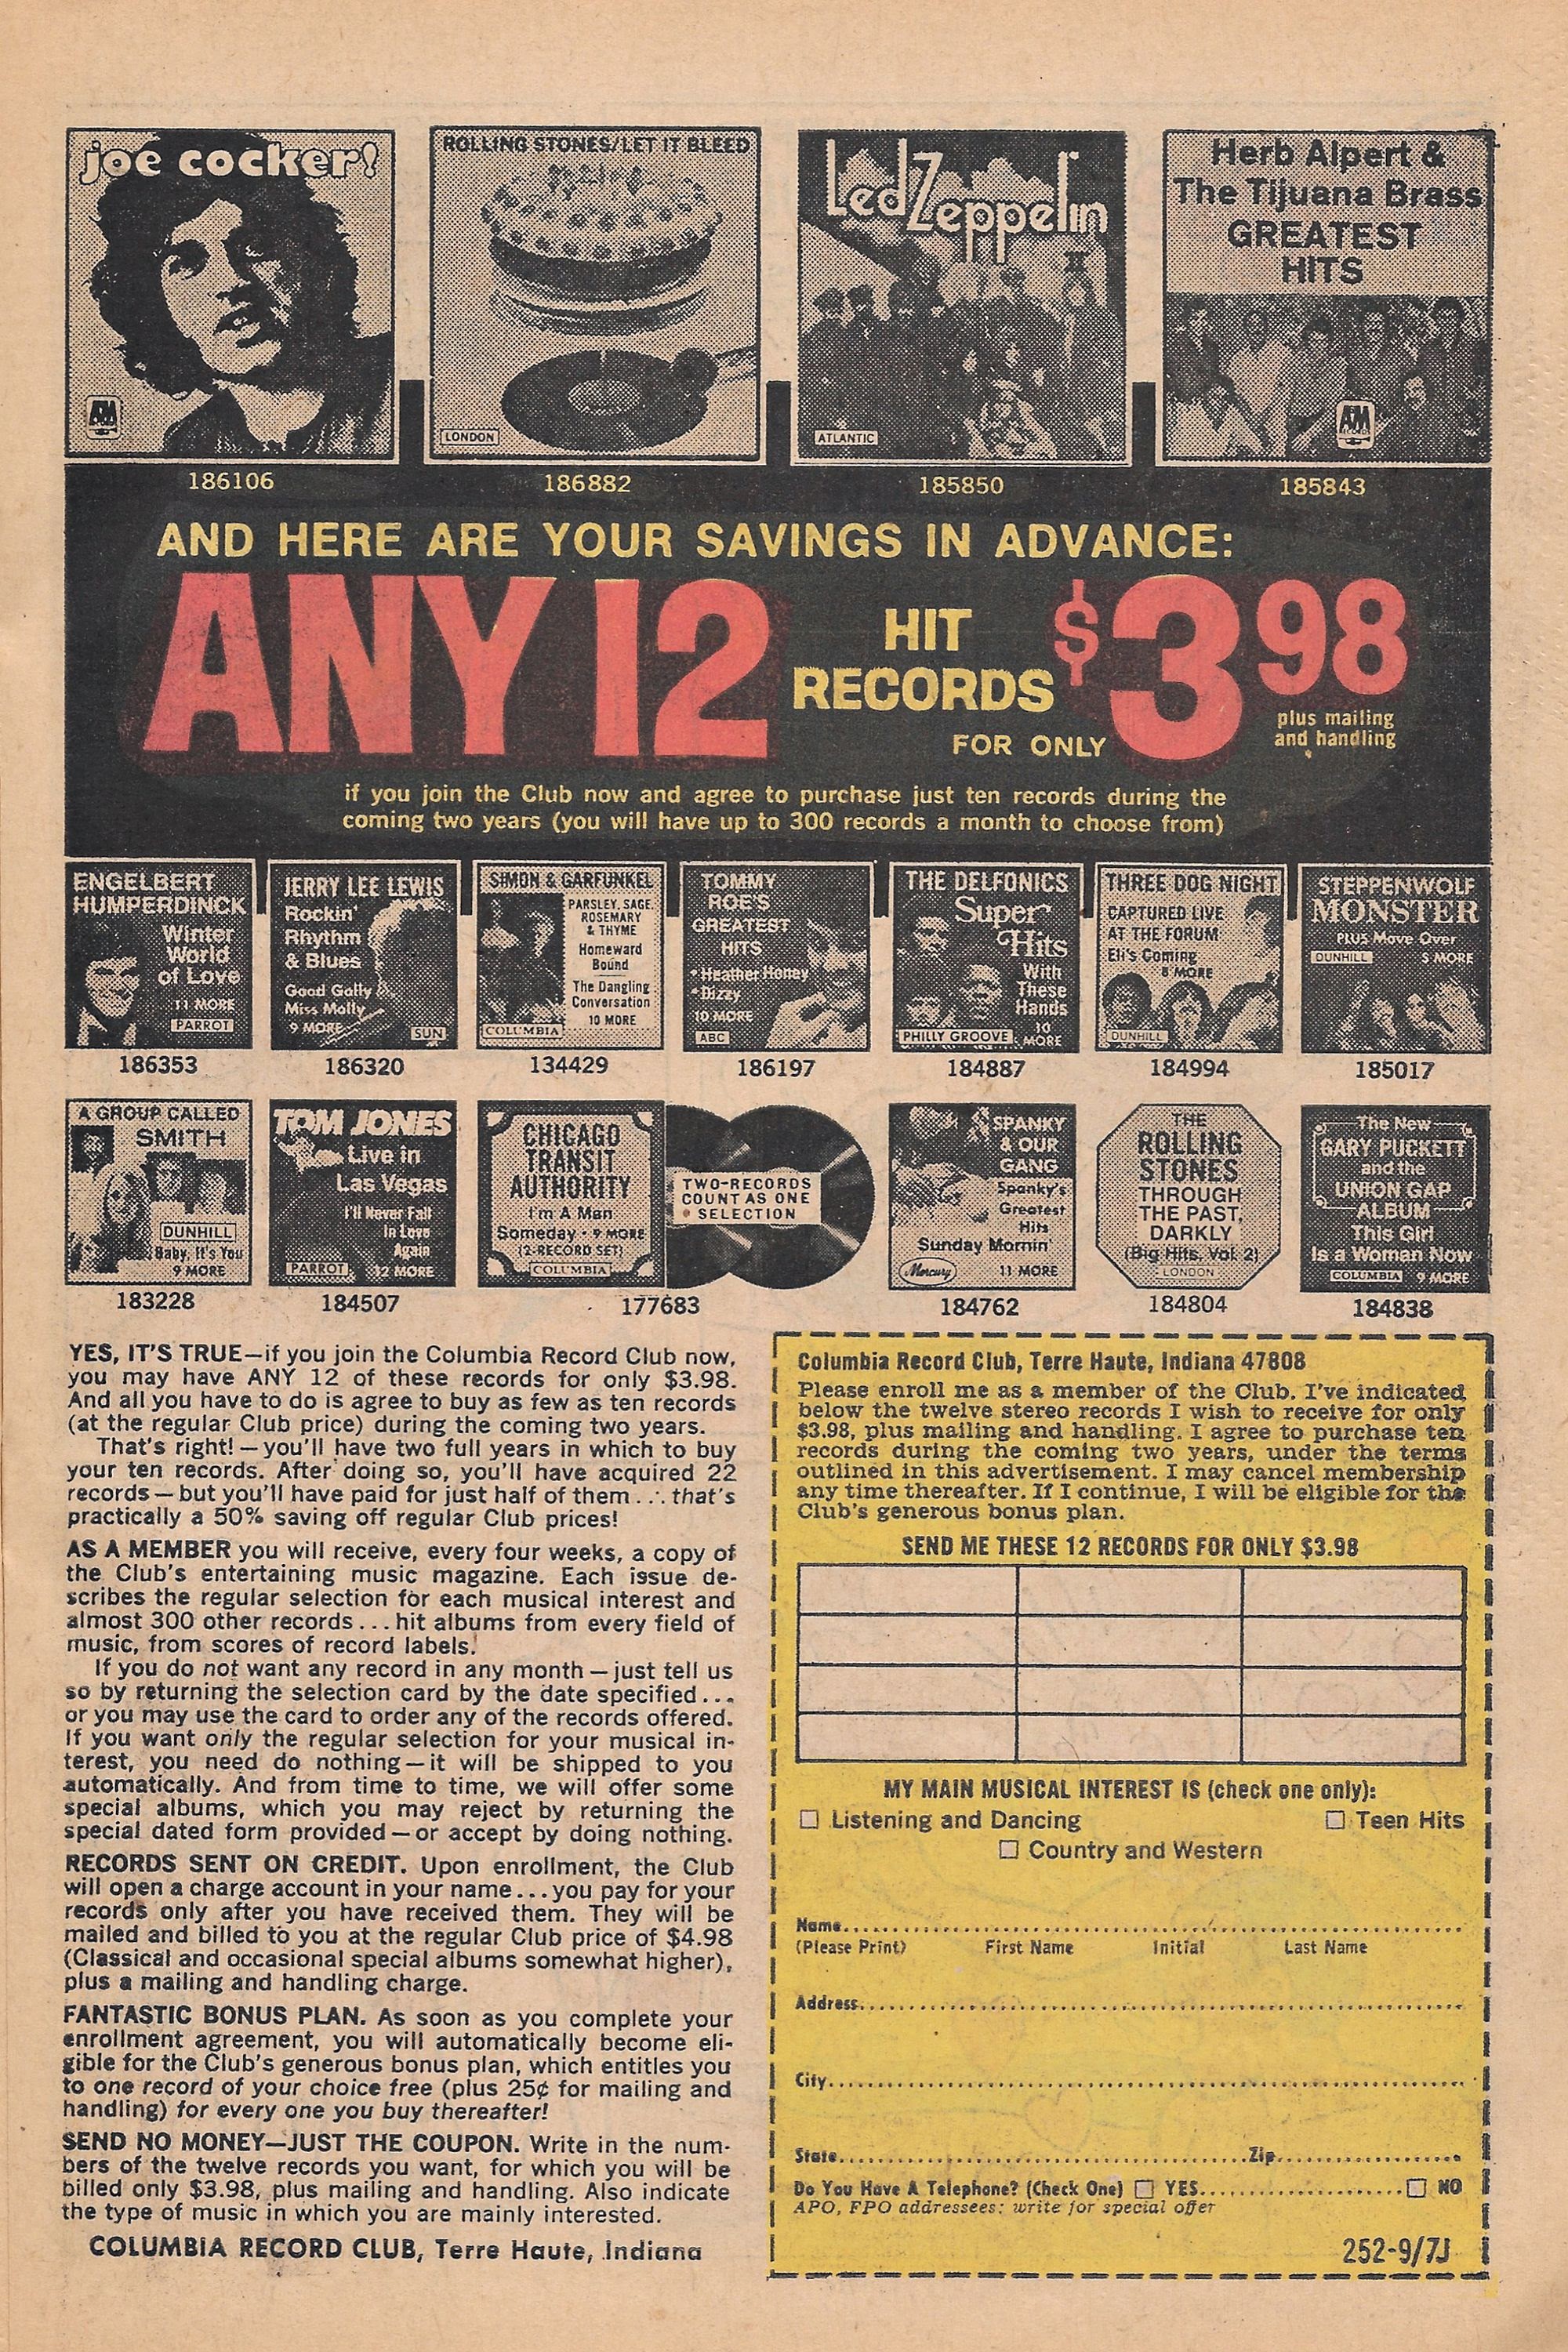 joe cocker!
AM
ROLLING STONES/LET IT BLEED
LONDON
Led Zeppelin
II
ATLANTIC
Herb Alpert &
The Tijuana Brass
GREATEST
HITS
AM
RECORDS
186106
186882
185850
185843
AND HERE ARE YOUR SAVINGS IN ADVANCE:
ANY 12
HIT
RECORDS
FOR ONLY
$3.98
plus mailing
and handling
if you join the Club now and agree to purchase just ten records during the
coming two years (you will have up to 300 records a month to choose from)
ENGELBERT
HUMPERDINCK
Winter
World
of Love
11 MORE
PARROT
186353
JERRY LEE LEWIS
Rockin'
Rhythm
& Blues
Good Golly
Miss Molly
9 MORE
SUN
186320
SIMON & GARFUNKEL
PARSLEY, SAGE,
ROSEMARY
& THYME
Homeward
Bound
The Dangling
Conversation
10 MORE
COLUMBIA
134429
TOMMY
ROE'S
GREATEST
HITS
• Heather Honey
• Dizzy
10 MORE
ABC
186197
THE DELFONICS
Super
Hits
With
These
Hands
10
MORE
PHILLY GROOVE
184887
THREE DOG NIGHT
CAPTURED LIVE
AT THE FORUM
Eli's Coming
8 MORE
DUNHILL
184994
STEPPENWOLF
MONSTER
PLUS Move Over
DUNHILL
5 MORE
185017
A GROUP CALLED
SMITH
DUNHILL
Baby, It's You
9 MORE
183228
TOM JONES
Live in
Las Vegas
I'll Never Fall
in Love
Again
PARROT
12 MORE
184507
CHICAGO
TRANSIT
AUTHORITY
I'm A Man
Someday • 9 MORE
(2-RECORD SET)
COLUMBIA
TWO-RECORDS
COUNT AS ONE
• SELECTION
177683
SPANKY
& OUR
GANG
Spanky's
Greatest
Hits
Sunday Mornin'
Mercury
11 MORE
184762
THE
ROLLING
STONES
THROUGH
THE PAST,
DARKLY
(Big Hits, Vol. 2)
LONDON
184804
The New
GARY PUCKETT
and the
UNION GAP
ALBUM
This Girl
Is a Woman Now
COLUMBIA 9 MORE
184838
YES, IT'S TRUE—if you join the Columbia Record Club now,
you may have ANY 12 of these records for only $3.98.
And all you have to do is agree to buy as few as ten records
(at the regular Club price) during the coming two years.
That's right!—you'll have two full years in which to buy
your ten records. After doing so, you'll have acquired 22
records—but you'll have paid for just half of them... that's
practically a 50% saving off regular Club prices!
AS A MEMBER you will receive, every four weeks, a copy of
the Club's entertaining music magazine. Each issue de-
scribes the regular selection for each musical interest and
almost 300 other records...hit albums from every field of
music, from scores of record labels.
If you do not want any record in any month—just tell us
so by returning the selection card by the date specified...
or you may use the card to order any of the records offered.
If you want only the regular selection for your musical in-
terest, you need do nothing—it will be shipped to you
automatically. And from time to time, we will offer some
special albums, which you may reject by returning the
special dated form provided—or accept by doing nothing.
RECORDS SENT ON CREDIT. Upon enrollment, the Club
will open a charge account in your name...you pay for your
records only after you have received them. They will be
mailed and billed to you at the regular Club price of $4.98
(Classical and occasional special albums somewhat higher),
plus a mailing and handling charge.
FANTASTIC BONUS PLAN. As soon as you complete your
enrollment agreement, you will automatically become eli-
gible for the Club's generous bonus plan, which entitles you
to one record of your choice free (plus 25¢ for mailing and
handling) for every one you buy thereafter!
SEND NO MONEY—JUST THE COUPON. Write in the num-
bers of the twelve records you want, for which you will be
billed only $3.98, plus mailing and handling. Also indicate
the type of music in which you are mainly interested.
COLUMBIA RECORD CLUB, Terre Haute, Indiana
Columbia Record Club, Terre Haute, Indiana 47808
Please enroll me as a member of the Club. I've indicated
below the twelve stereo records I wish to receive for only
$3.98, plus mailing and handling. I agree to purchase ten
records during the coming two years, under the terms
outlined in this advertisement. I may cancel membership
any time thereafter. If I continue, I will be eligible for the
Club's generous bonus plan.
SEND ME THESE 12 RECORDS FOR ONLY $3.98
MY MAIN MUSICAL INTEREST IS (check one only):
Listening and Dancing Teen Hits
Country and Western
Name
(Please Print) First Name Initial Last Name
Address
City
State Zip
Do You Have A Telephone? (Check One) YES NO
APO, FPO addressees: write for special offer
252-9/7J